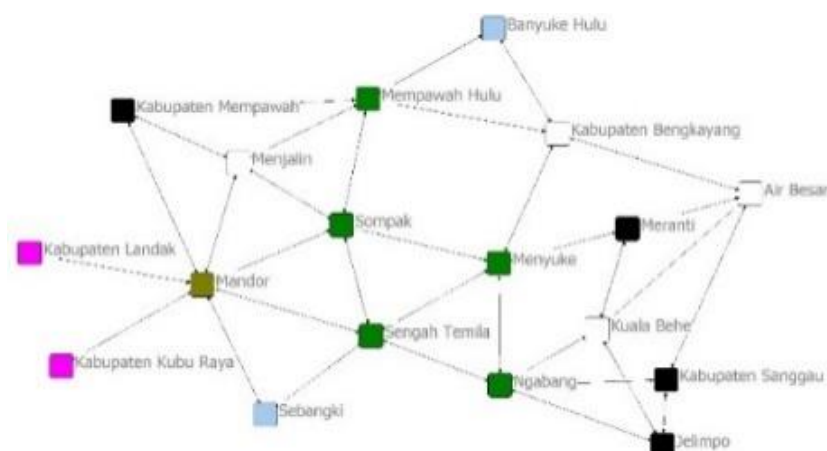 Banyuke Hulu
Mempawah Hulu
Kabupaten Mempawah
Kabupaten Bengkayang
Menjalin
Air Besar
Sompak
Meranti
Kabupaten Landak
Menyuke
Mandor
Sengah Temila
Kuala Behe
Kabupaten Kubu Raya
Kabupaten Sanggau
Ngabang
Sebangki
Jelimpo